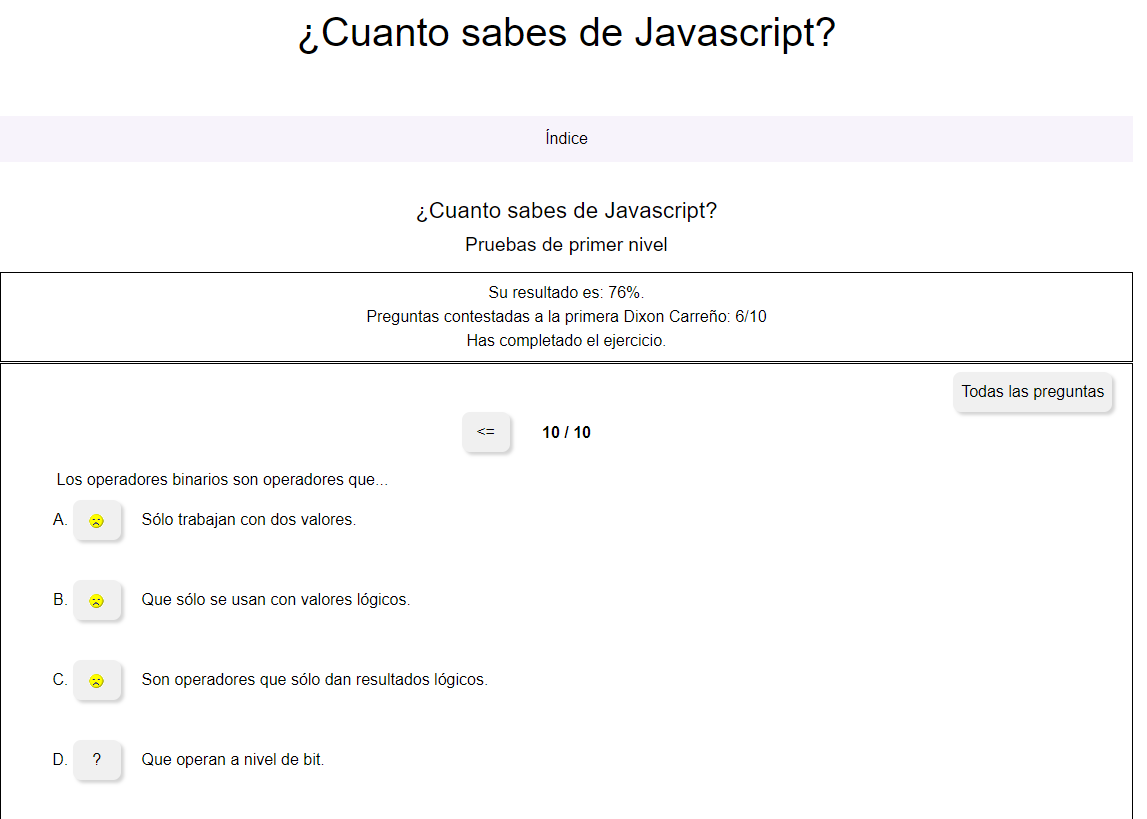 ¿Cuanto sabes de Javascript?
Índice
¿Cuanto sabes de Javascript?
Pruebas de primer nivel
Su resultado es: 76%.
Preguntas contestadas a la primera Dixon Carreño: 6/10
Has completado el ejercicio.
Todas las preguntas
<= 10 / 10
Los operadores binarios son operadores que...
A. Sólo trabajan con dos valores.
B. Que sólo se usan con valores lógicos.
C. Son operadores que sólo dan resultados lógicos.
D. ? Que operan a nivel de bit.